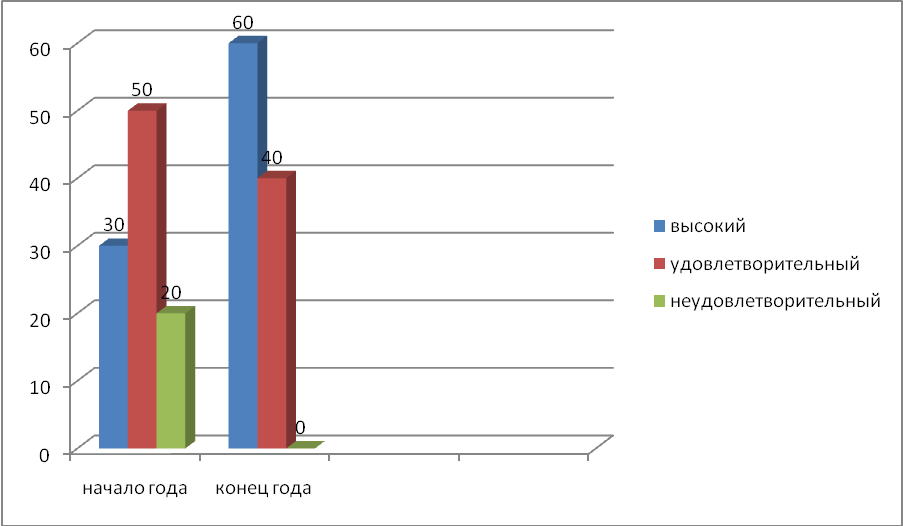 60
50
40
30
20
10
0
30
50
20
60
40
0
начало года
конец года
высокий
удовлетворительный
неудовлетворительный